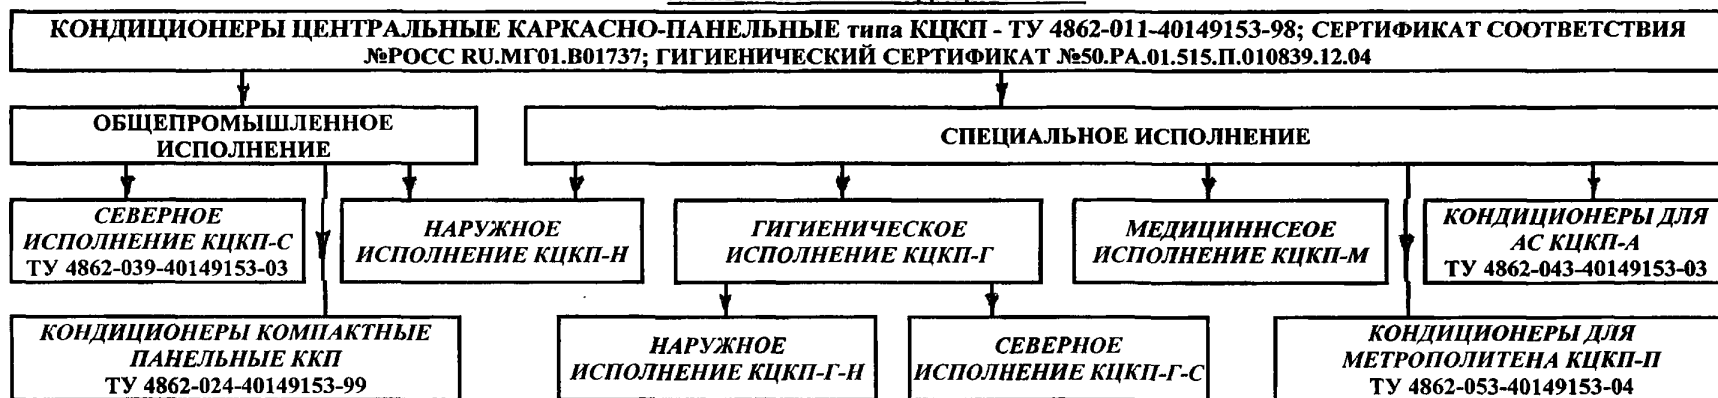 КОНДИЦИОНЕРЫ ЦЕНТРАЛЬНЫЕ КАРКАСНО-ПАНЕЛЬНЫЕ типа КЦКП - ТУ 4862-011-40149153-98; СЕРТИФИКАТ СООТВЕТСТВИЯ
№РОСС RU.МГ01.В01737; ГИГИЕНИЧЕСКИЙ СЕРТИФИКАТ №50.РА.01.515.П.010839.12.04
ОБЩЕПРОМЫШЛЕННОЕ
ИСПОЛНЕНИЕ
СПЕЦИАЛЬНОЕ ИСПОЛНЕНИЕ
СЕВЕРНОЕ
ИСПОЛНЕНИЕ КЦКП-С
ТУ 4862-039-40149153-03
НАРУЖНОЕ
ИСПОЛНЕНИЕ КЦКП-Н
ГИГИЕНИЧЕСКОЕ
ИСПОЛНЕНИЕ КЦКП-Г
МЕДИЦИННСЕОЕ
ИСПОЛНЕНИЕ КЦКП-М
КОНДИЦИОНЕРЫ ДЛЯ
АС КЦКП-А
ТУ 4862-043-40149153-03
КОНДИЦИОНЕРЫ КОМПАКТНЫЕ
ПАНЕЛЬНЫЕ ККП
ТУ 4862-024-40149153-99
НАРУЖНОЕ
ИСПОЛНЕНИЕ КЦКП-Г-Н
СЕВЕРНОЕ
ИСПОЛНЕНИЕ КЦКП-Г-С
КОНДИЦИОНЕРЫ ДЛЯ
МЕТРОПОЛИТЕНА КЦКП-П
ТУ 4862-053-40149153-04